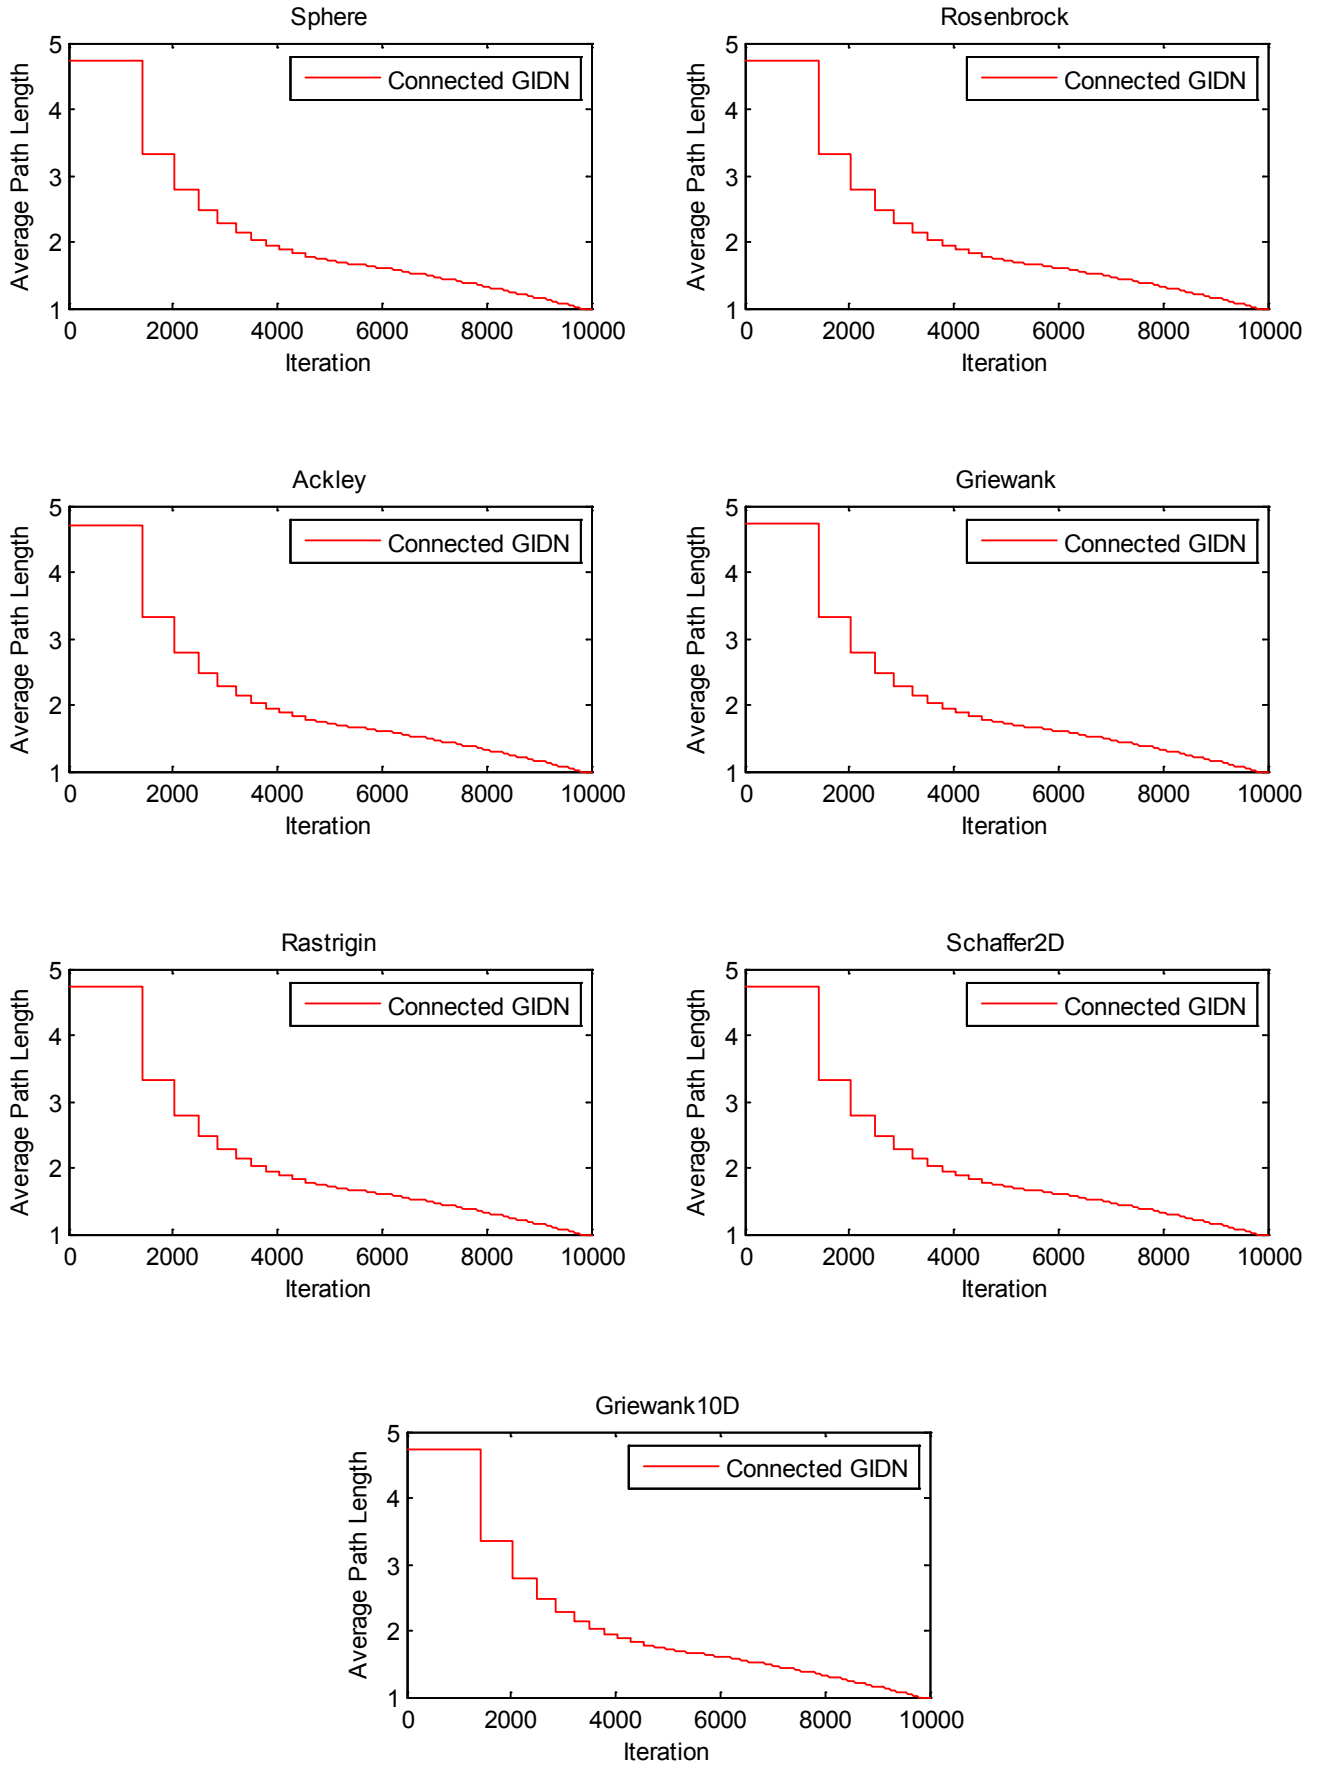 Sphere
5
4
3
2
1
Average Path Length
Connected GIDN
0 2000 4000 6000 8000 10000
Iteration
Rosenbrock
5
4
3
2
1
Average Path Length
Connected GIDN
0 2000 4000 6000 8000 10000
Iteration
Ackley
5
4
3
2
1
Average Path Length
Connected GIDN
0 2000 4000 6000 8000 10000
Iteration
Griewank
5
4
3
2
1
Average Path Length
Connected GIDN
0 2000 4000 6000 8000 10000
Iteration
Rastrigin
5
4
3
2
1
Average Path Length
Connected GIDN
0 2000 4000 6000 8000 10000
Iteration
Schaffer2D
5
4
3
2
1
Average Path Length
Connected GIDN
0 2000 4000 6000 8000 10000
Iteration
Griewank10D
5
4
3
2
1
Average Path Length
Connected GIDN
0 2000 4000 6000 8000 10000
Iteration